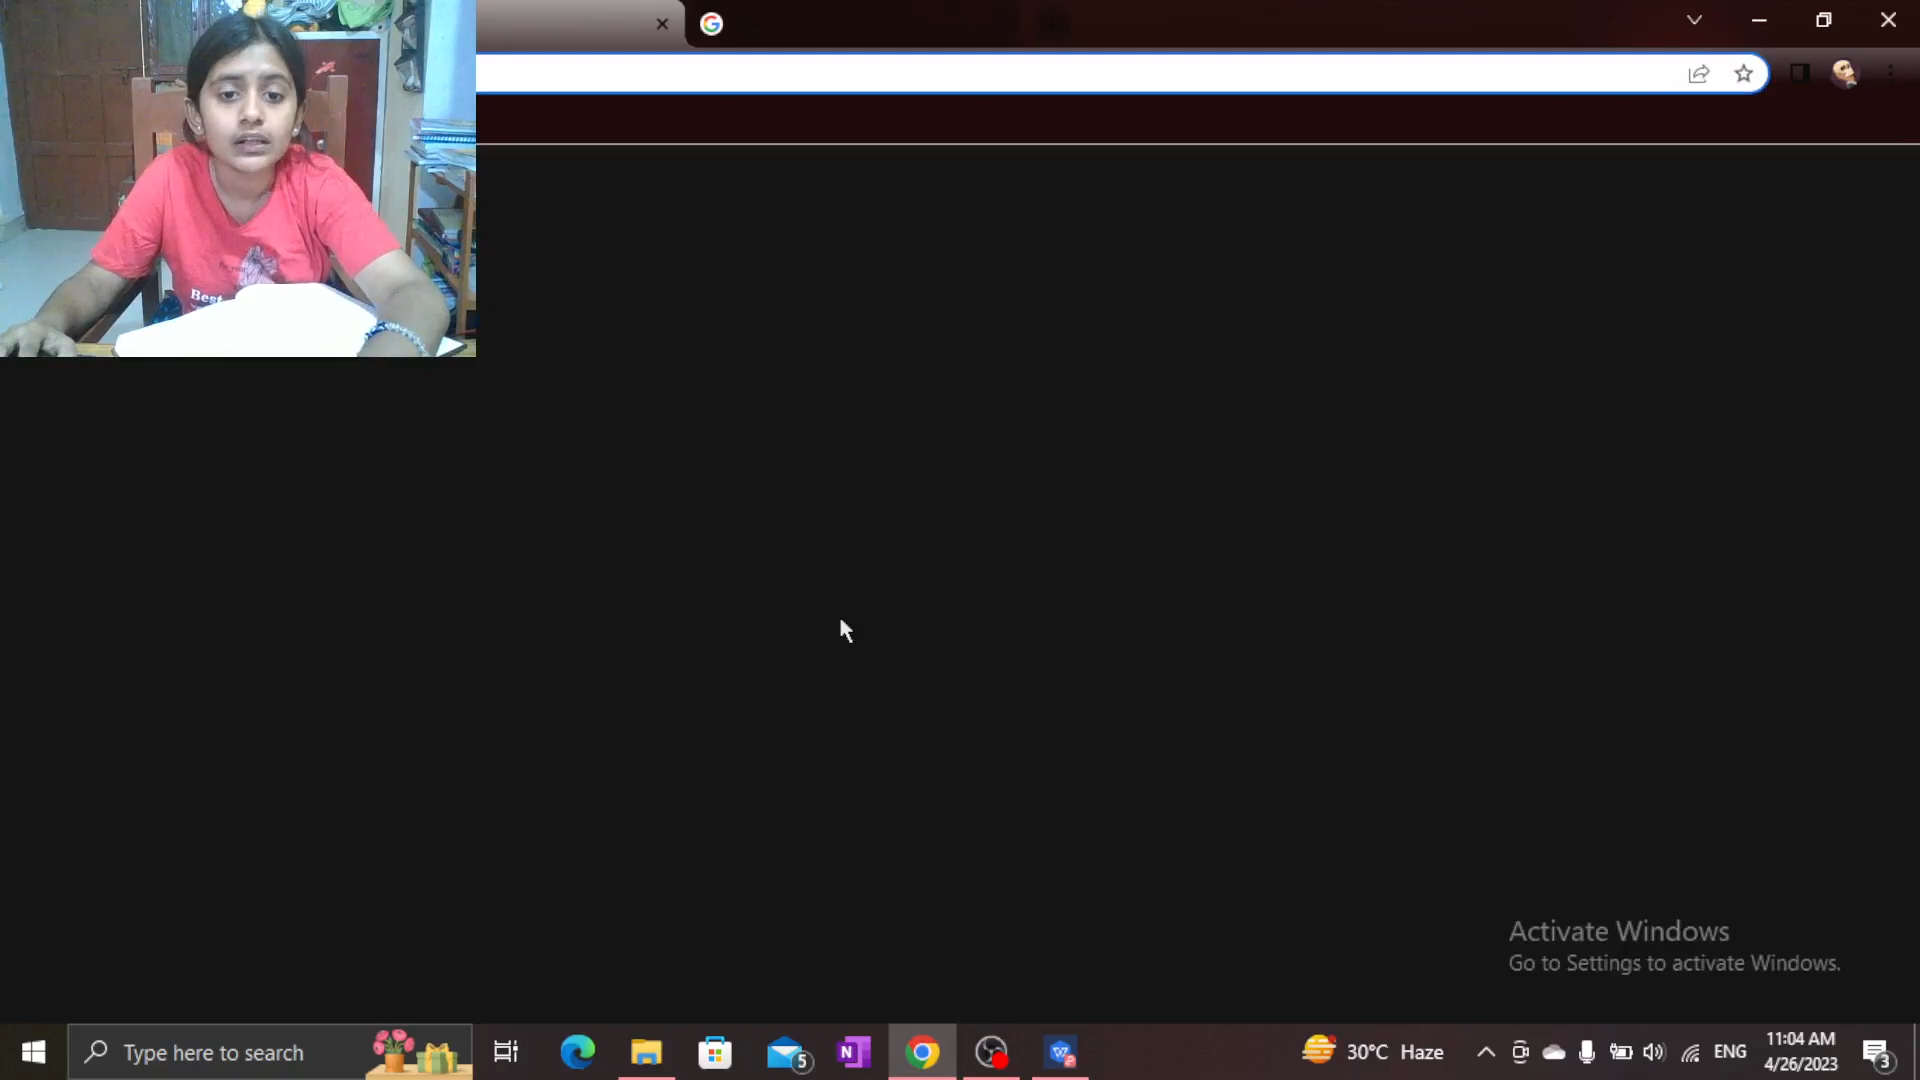 Best
Activate Windows
Go to Settings to activate Windows.
Type here to search
5
N
30°C Haze
ENG
11:04 AM
4/26/2023
3